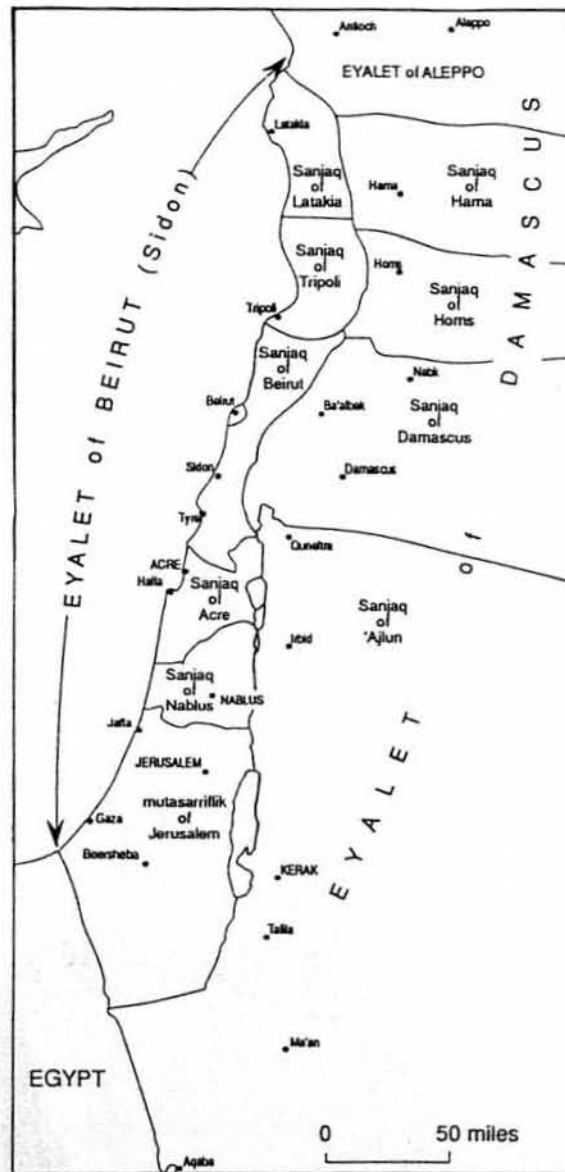 Antioch
Aleppo
EYALET of ALEPPO
Latakia
Sanjaq
of
Latakia
Hama
Sanjaq
of
Hama
Sanjaq
of
Tripoli
Homs
Sanjaq
of
Homs
Tripoli
Sanjaq
of
Beirut
Nabk
Beirut
Ba'albek
Sanjaq
of
Damascus
Sidon
Damascus
Tyre
Quneitra
ACRE
Haifa
Sanjaq
of
Acre
Irbid
Sanjaq
of
'Ajlun
Sanjaq
of
Nablus
NABLUS
Jaffa
JERUSALEM
mutasarriflik
of
Jerusalem
Gaza
Beersheba
KERAK
Tafila
Ma'an
EGYPT
Aqaba
0 50 miles
EYALET of BEIRUT (Sidon)
EYALET of DAMASCUS